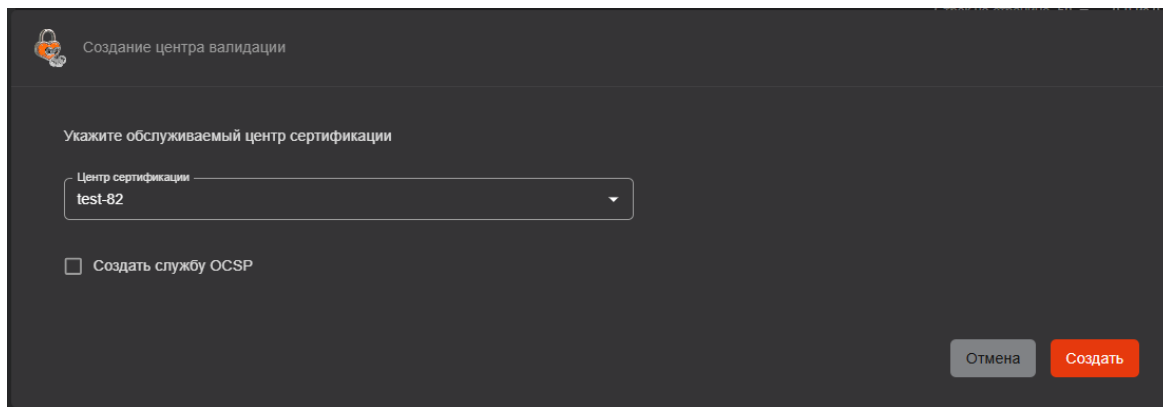 Создание центра валидации
Укажите обслуживаемый центр сертификации
Центр сертификации
test-82
Создать службу OCSP
Отмена
Создать